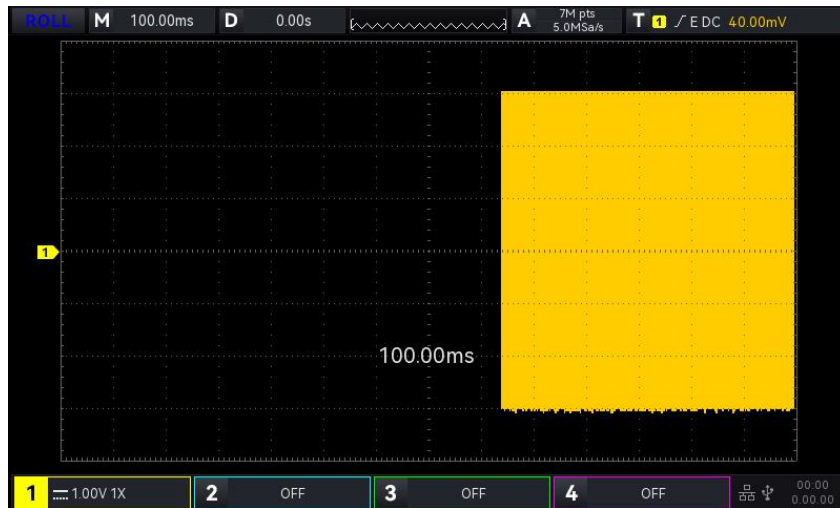 ROLL M 100.00ms D 0.00s A 7M pts T 1 E DC 40.00mV
5.0MSa/s
1
100.00ms
1 1.00V 1X 2 OFF 3 OFF 4 OFF 00:00
0.00.00